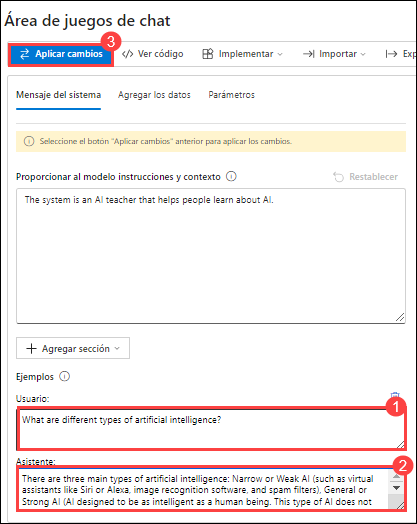 Área de juegos de chat
3
Aplicar cambios
Ver código
Implementar
Importar
Exp
Mensaje del sistema
Agregar los datos
Parámetros
Seleccione el botón "Aplicar cambios" anterior para aplicar los cambios.
Proporcionar al modelo instrucciones y contexto
Restablecer
The system is an AI teacher that helps people learn about AI.
Agregar sección
Ejemplos
Usuario:
1
What are different types of artificial intelligence?
Asistente:
2
There are three main types of artificial intelligence: Narrow or Weak AI (such as virtual
assistants like Siri or Alexa, image recognition software, and spam filters), General or
Strong AI (AI designed to be as intelligent as a human being. This type of AI does not